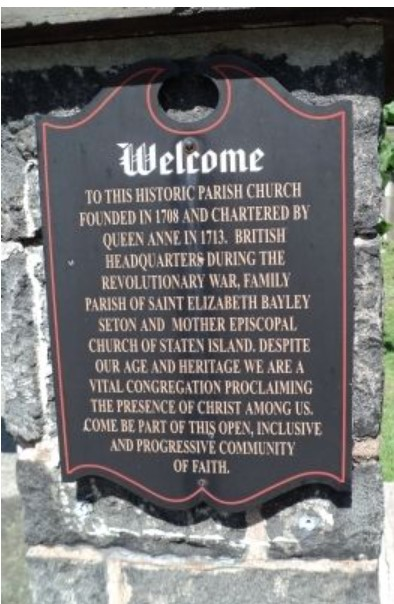 Welcome
TO THIS HISTORIC PARISH CHURCH
FOUNDED IN 1708 AND CHARTERED BY
QUEEN ANNE IN 1713. BRITISH
HEADQUARTERS DURING THE
REVOLUTIONARY WAR, FAMILY
PARISH OF SAINT ELIZABETH BAYLEY
SETON AND MOTHER EPISCOPAL
CHURCH OF STATEN ISLAND. DESPITE
OUR AGE AND HERITAGE WE ARE A
VITAL CONGREGATION PROCLAIMING
THE PRESENCE OF CHRIST AMONG US.
COME BE PART OF THIS OPEN, INCLUSIVE
AND PROGRESSIVE COMMUNITY
OF FAITH.